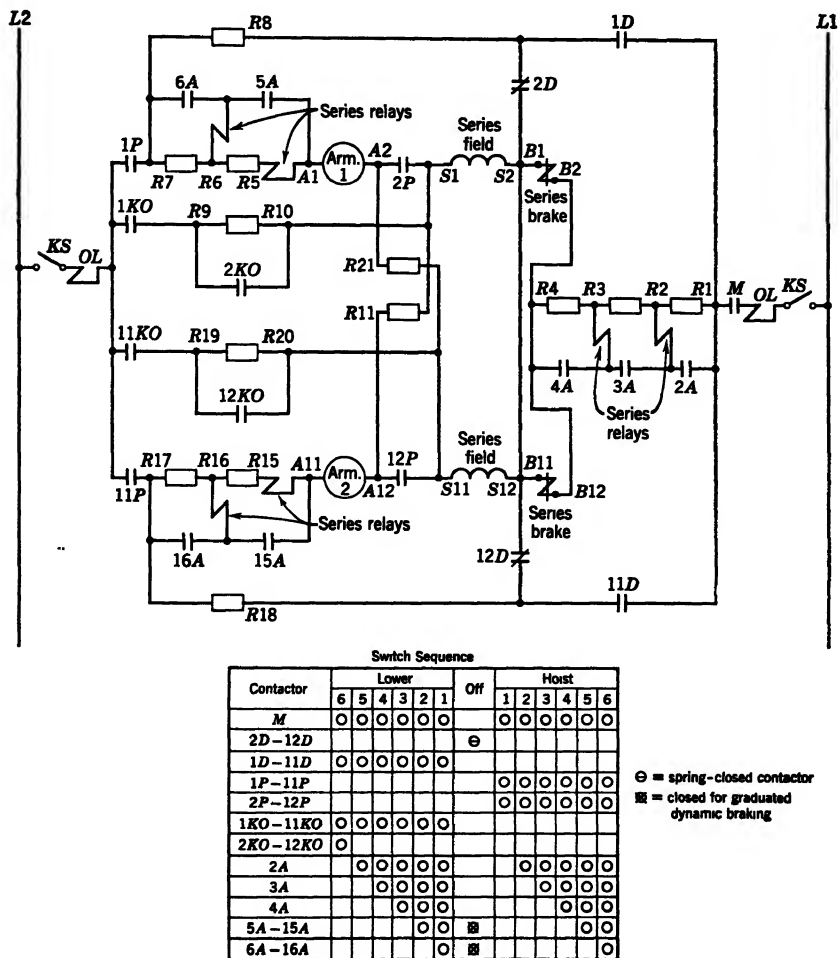 L2
L1
R8
1D
6A
5A
Series relays
2D
1P
R7
R6
R5
A1
Arm. 1
A2
2P
Series field
S1
S2
B1
B2
Series brake
1KO
R9
R10
2KO
KS
OL
R21
R11
R4
R3
R2
R1
M
OL
KS
11KO
R19
R20
12KO
4A
3A
2A
Series relays
R17
R16
R15
A11
Arm. 2
A12
12P
Series field
S11
S12
B11
B12
Series brake
11P
Series relays
16A
15A
12D
11D
R18
Switch Sequence
Contactor Lower Off Hoist
6 5 4 3 2 1 1 2 3 4 5 6
M
2D-12D
1D-11D
1P-11P
2P-12P
1KO-11KO
2KO-12KO
2A
3A
4A
5A-15A
6A-16A
⊖ = spring-closed contactor
▩ = closed for graduated
dynamic braking